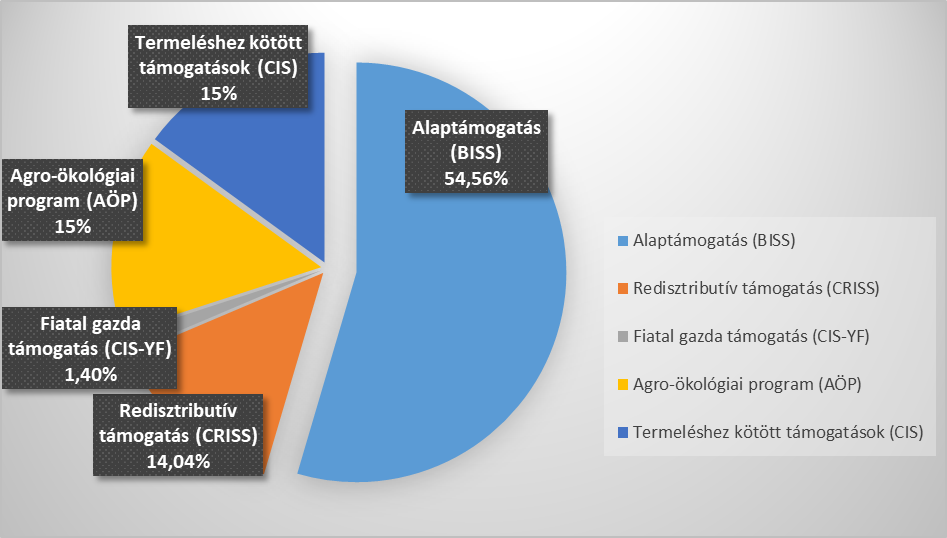 Termeléshez kötött
támogatások (CIS)
15%
Alaptámogatás
(BISS)
54,56%
Agro-ökológiai
program (AÖP)
15%
Fiatal gazda
támogatás (CIS-YF)
1,40%
Redisztributív
támogatás (CRISS)
14,04%
Alaptámogatás (BISS)
Redisztributív támogatás (CRISS)
Fiatal gazda támogatás (CIS-YF)
Agro-ökológiai program (AÖP)
Termeléshez kötött támogatások (CIS)